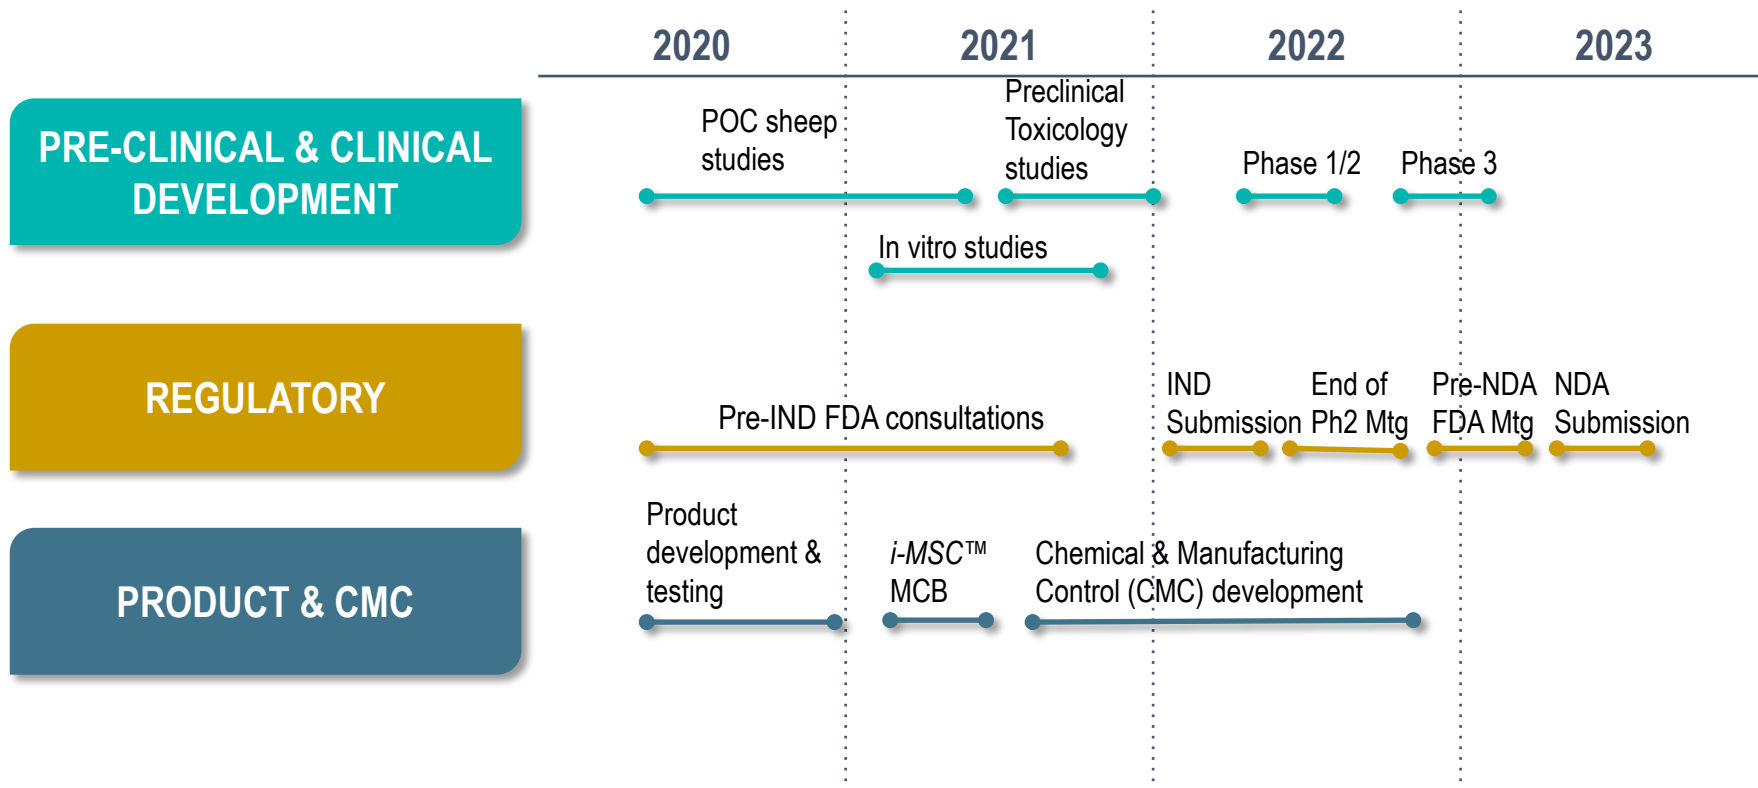 2020
2021
2022
2023
PRE-CLINICAL & CLINICAL
DEVELOPMENT
POC sheep
studies
Preclinical
Toxicology
studies
Phase 1/2
Phase 3
In vitro studies
REGULATORY
Pre-IND FDA consultations
IND
Submission
End of
Ph2 Mtg
Pre-NDA
FDA Mtg
NDA
Submission
PRODUCT & CMC
Product
development &
testing
i-MSC™
MCB
Chemical & Manufacturing
Control (CMC) development